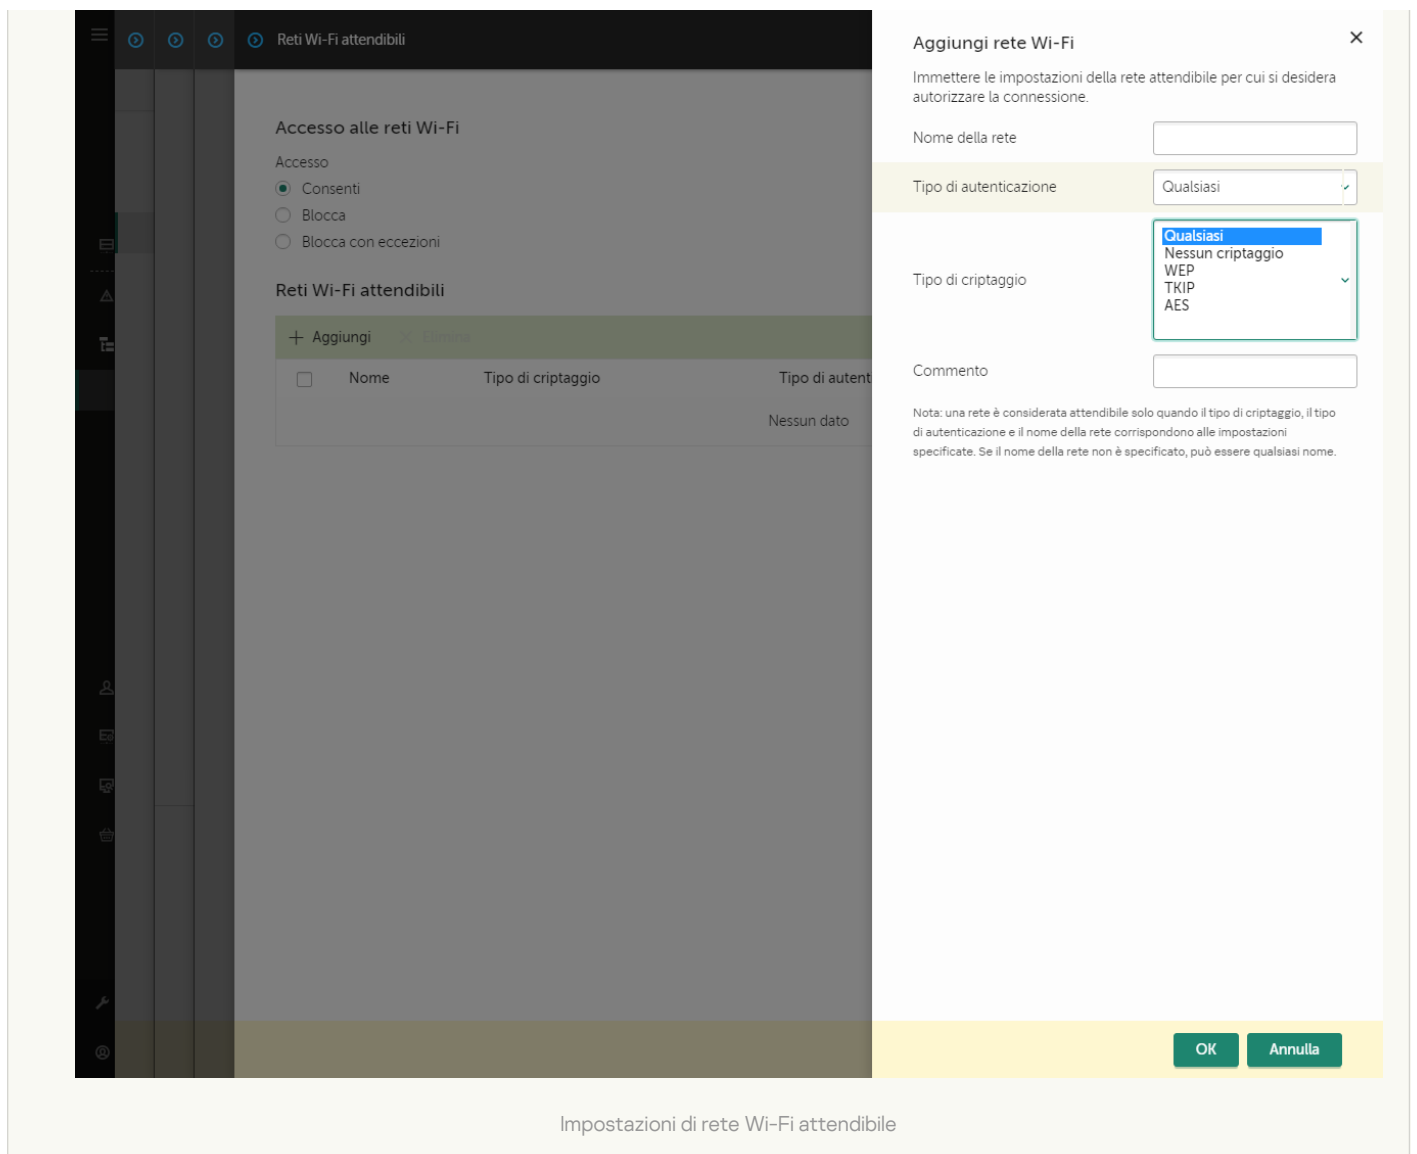 Reti Wi-Fi attendibili
Accesso alle reti Wi-Fi
Accesso
Consenti
Blocca
Blocca con eccezioni
Reti Wi-Fi attendibili
Aggiungi
Elimina
Nome
Tipo di criptaggio
Tipo di autent
Nessun dato
Aggiungi rete Wi-Fi
Immettere le impostazioni della rete attendibile per cui si desidera
autorizzare la connessione.
Nome della rete
Tipo di autenticazione
Qualsiasi
Tipo di criptaggio
Qualsiasi
Nessun criptaggio
WEP
TKIP
AES
Commento
Nota: una rete è considerata attendibile solo quando il tipo di criptaggio, il tipo
di autenticazione e il nome della rete corrispondono alle impostazioni
specificate. Se il nome della rete non è specificato, può essere qualsiasi nome.
OK
Annulla
Impostazioni di rete Wi-Fi attendibile